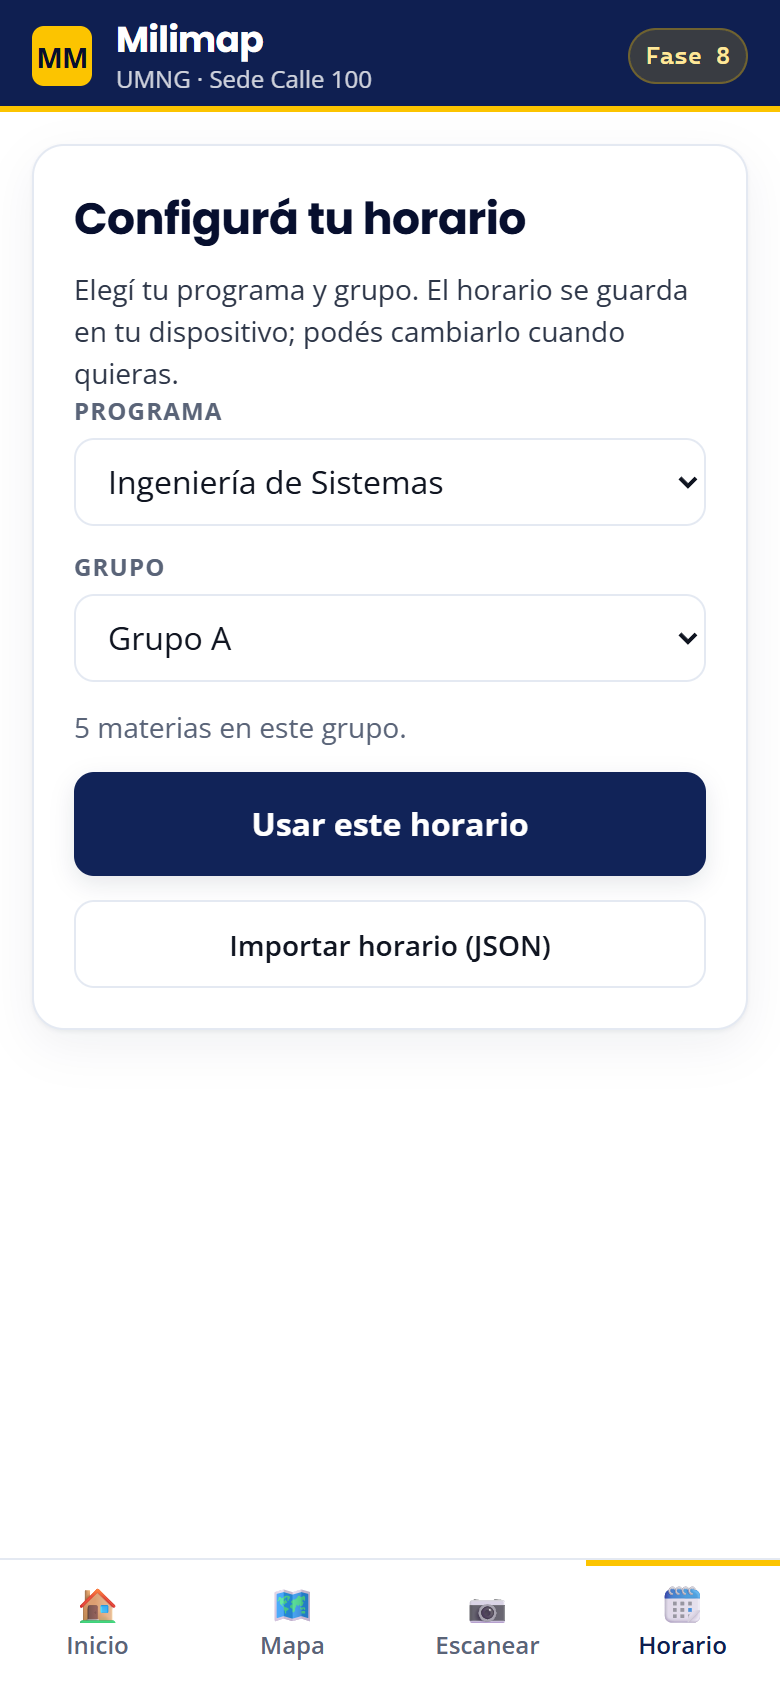 MM
Milimap
UMNG · Sede Calle 100
Fase 8
Configurá tu horario
Elegí tu programa y grupo. El horario se guarda
en tu dispositivo; podés cambiarlo cuando
quieras.
PROGRAMA
Ingeniería de Sistemas
GRUPO
Grupo A
5 materias en este grupo.
Usar este horario
Importar horario (JSON)
Inicio
Mapa
Escanear
Horario